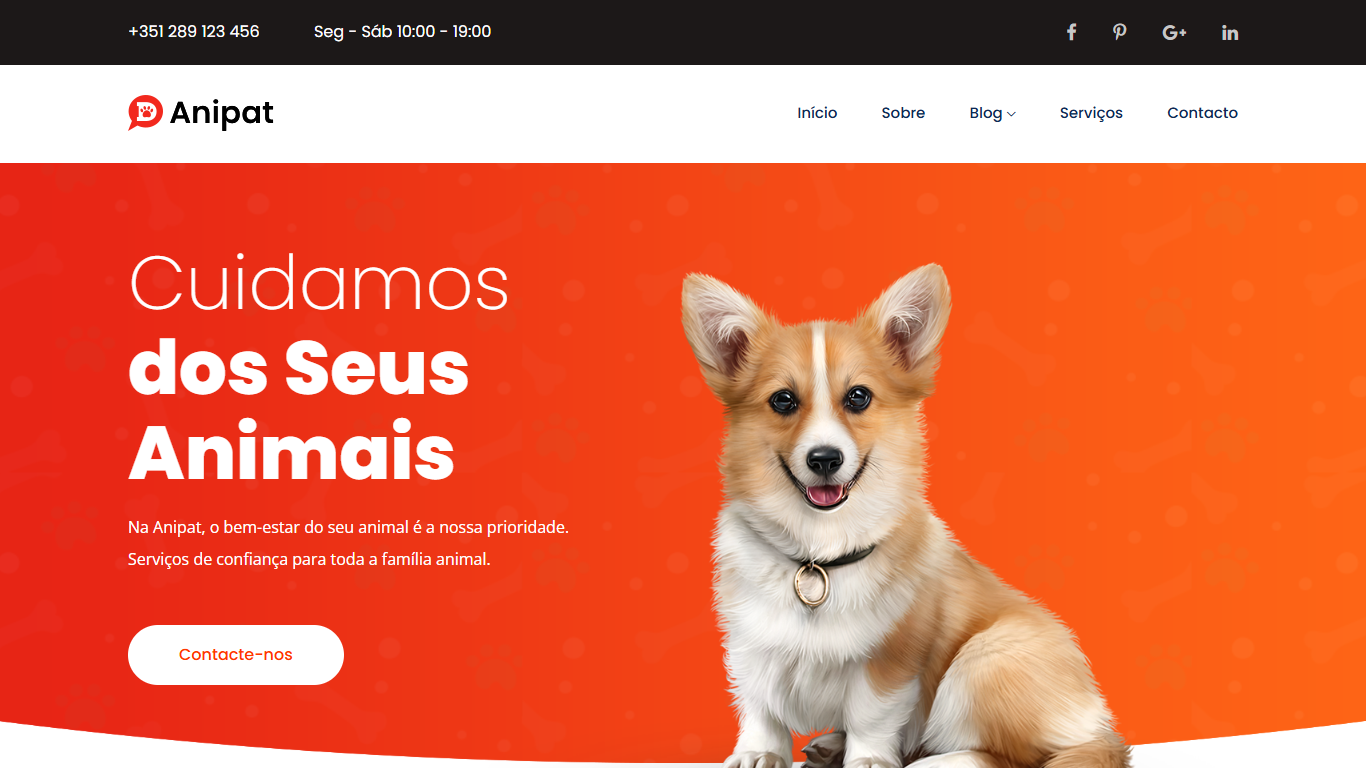 +351 289 123 456 Seg - Sáb 10:00 - 19:00
Anipat
Início Sobre Blog Serviços Contacto
Cuidamos
dos Seus
Animais
Na Anipat, o bem-estar do seu animal é a nossa prioridade.
Serviços de confiança para toda a família animal.
Contacte-nos